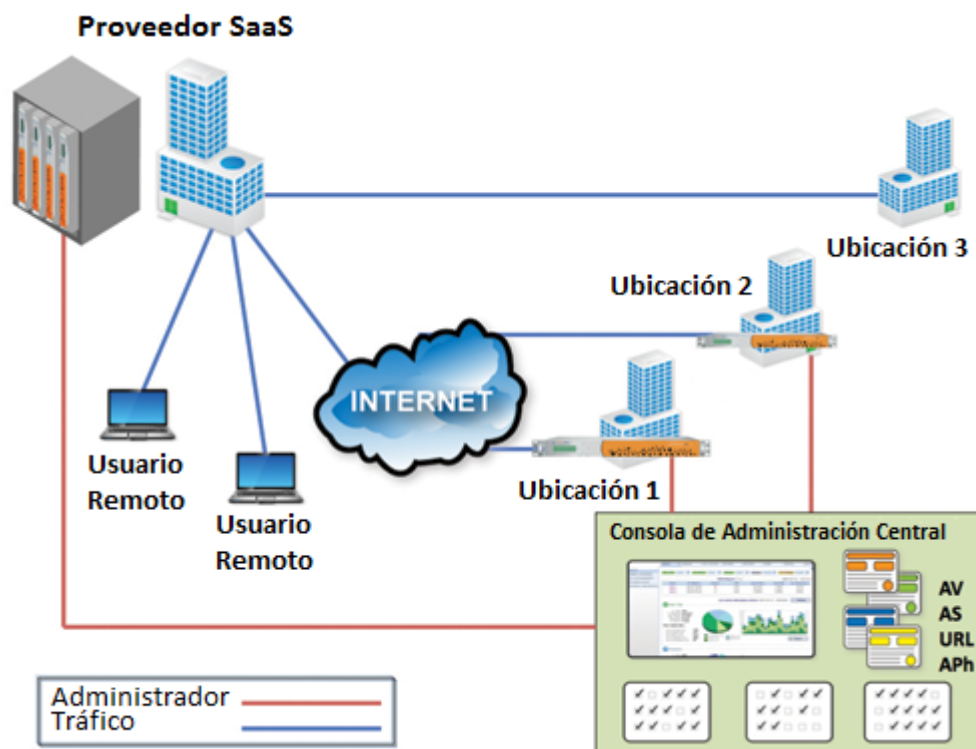 Proveedor SaaS
Ubicación 3
Ubicación 2
INTERNET
Usuario
Remoto
Ubicación 1
Usuario
Remoto
Consola de Administración Central
AV
AS
URL
APh
Administrador
Tráfico